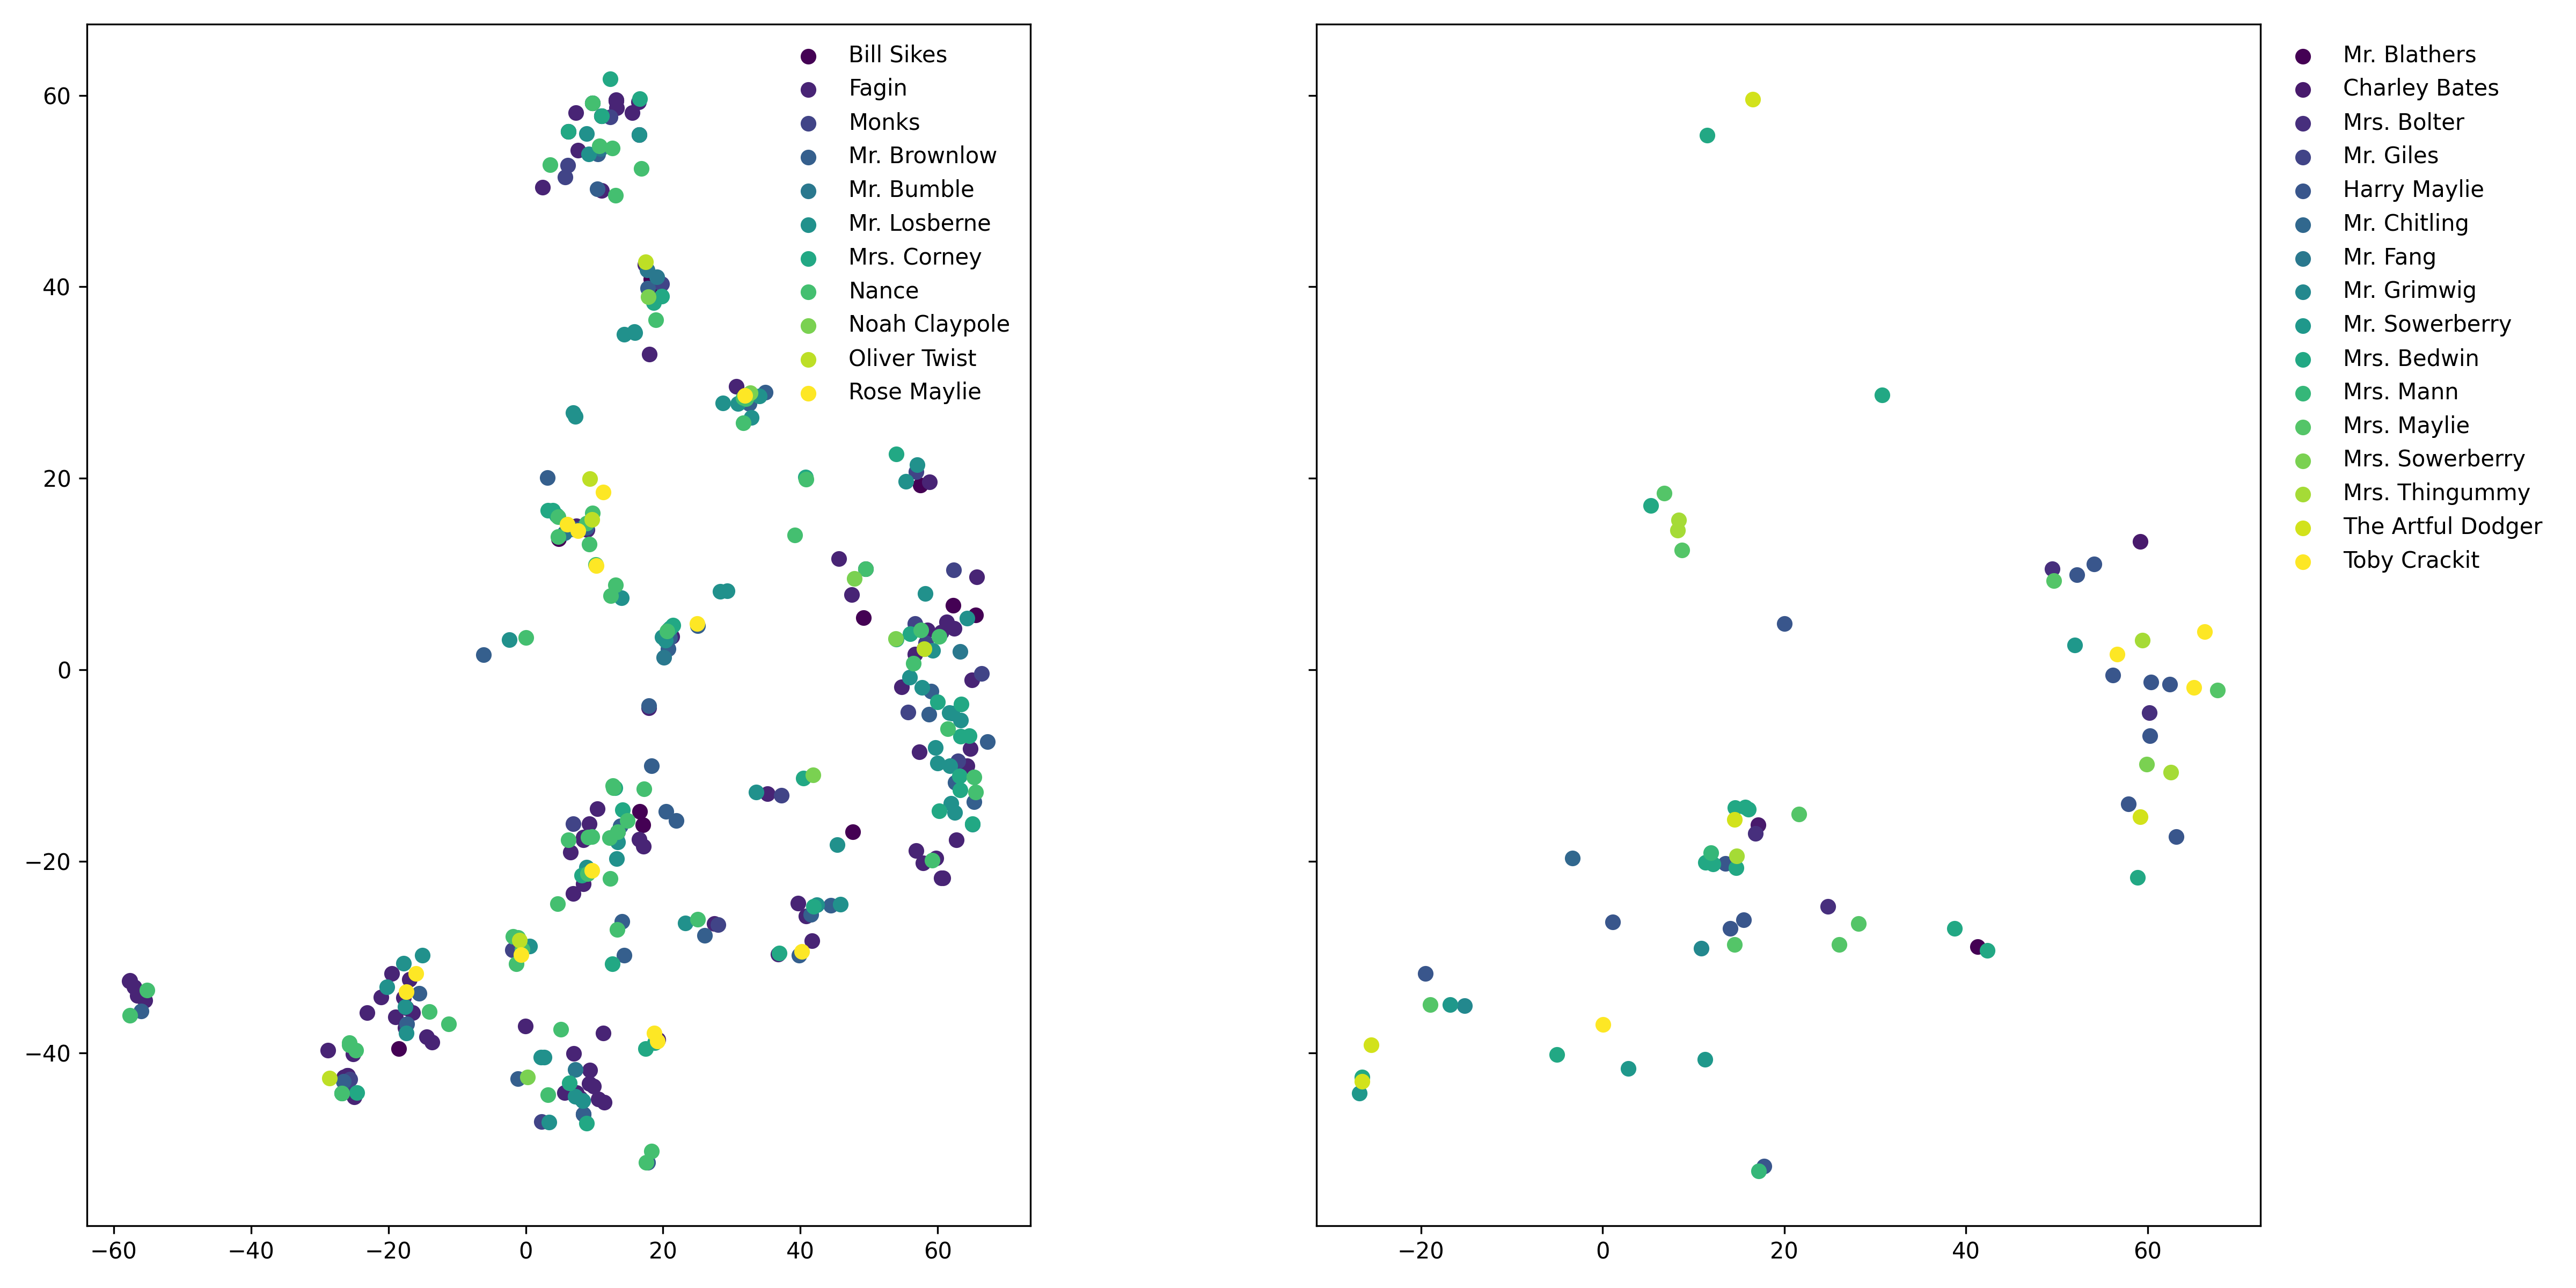 60
40
20
0
−20
−40
−60
−40
−20
0
20
40
60
Bill Sikes
Fagin
Monks
Mr. Brownlow
Mr. Bumble
Mr. Losberne
Mrs. Corney
Nance
Noah Claypole
Oliver Twist
Rose Maylie
−20
0
20
40
60
Mr. Blathers
Charley Bates
Mrs. Bolter
Mr. Giles
Harry Maylie
Mr. Chitling
Mr. Fang
Mr. Grimwig
Mr. Sowerberry
Mrs. Bedwin
Mrs. Mann
Mrs. Maylie
Mrs. Sowerberry
Mrs. Thingummy
The Artful Dodger
Toby Crackit